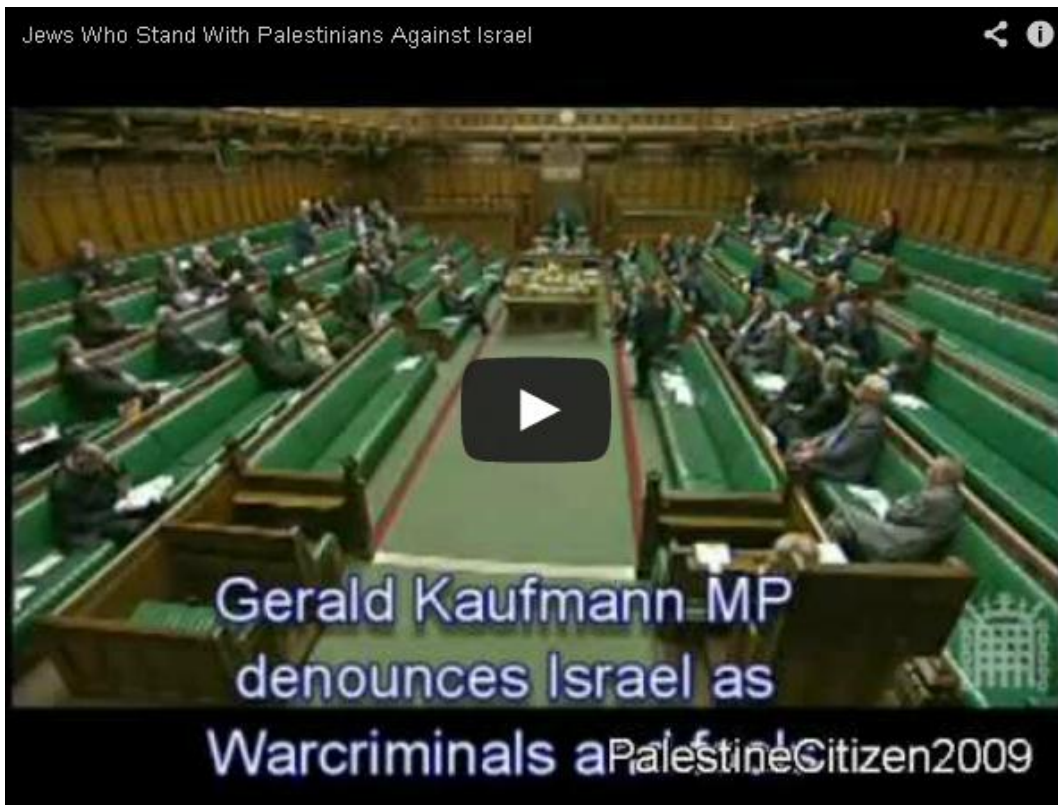 Jews Who Stand With Palestinians Against Israel
Gerald Kaufmann MP
denounces Israel as
Warcriminals
PalestineCitizen2009